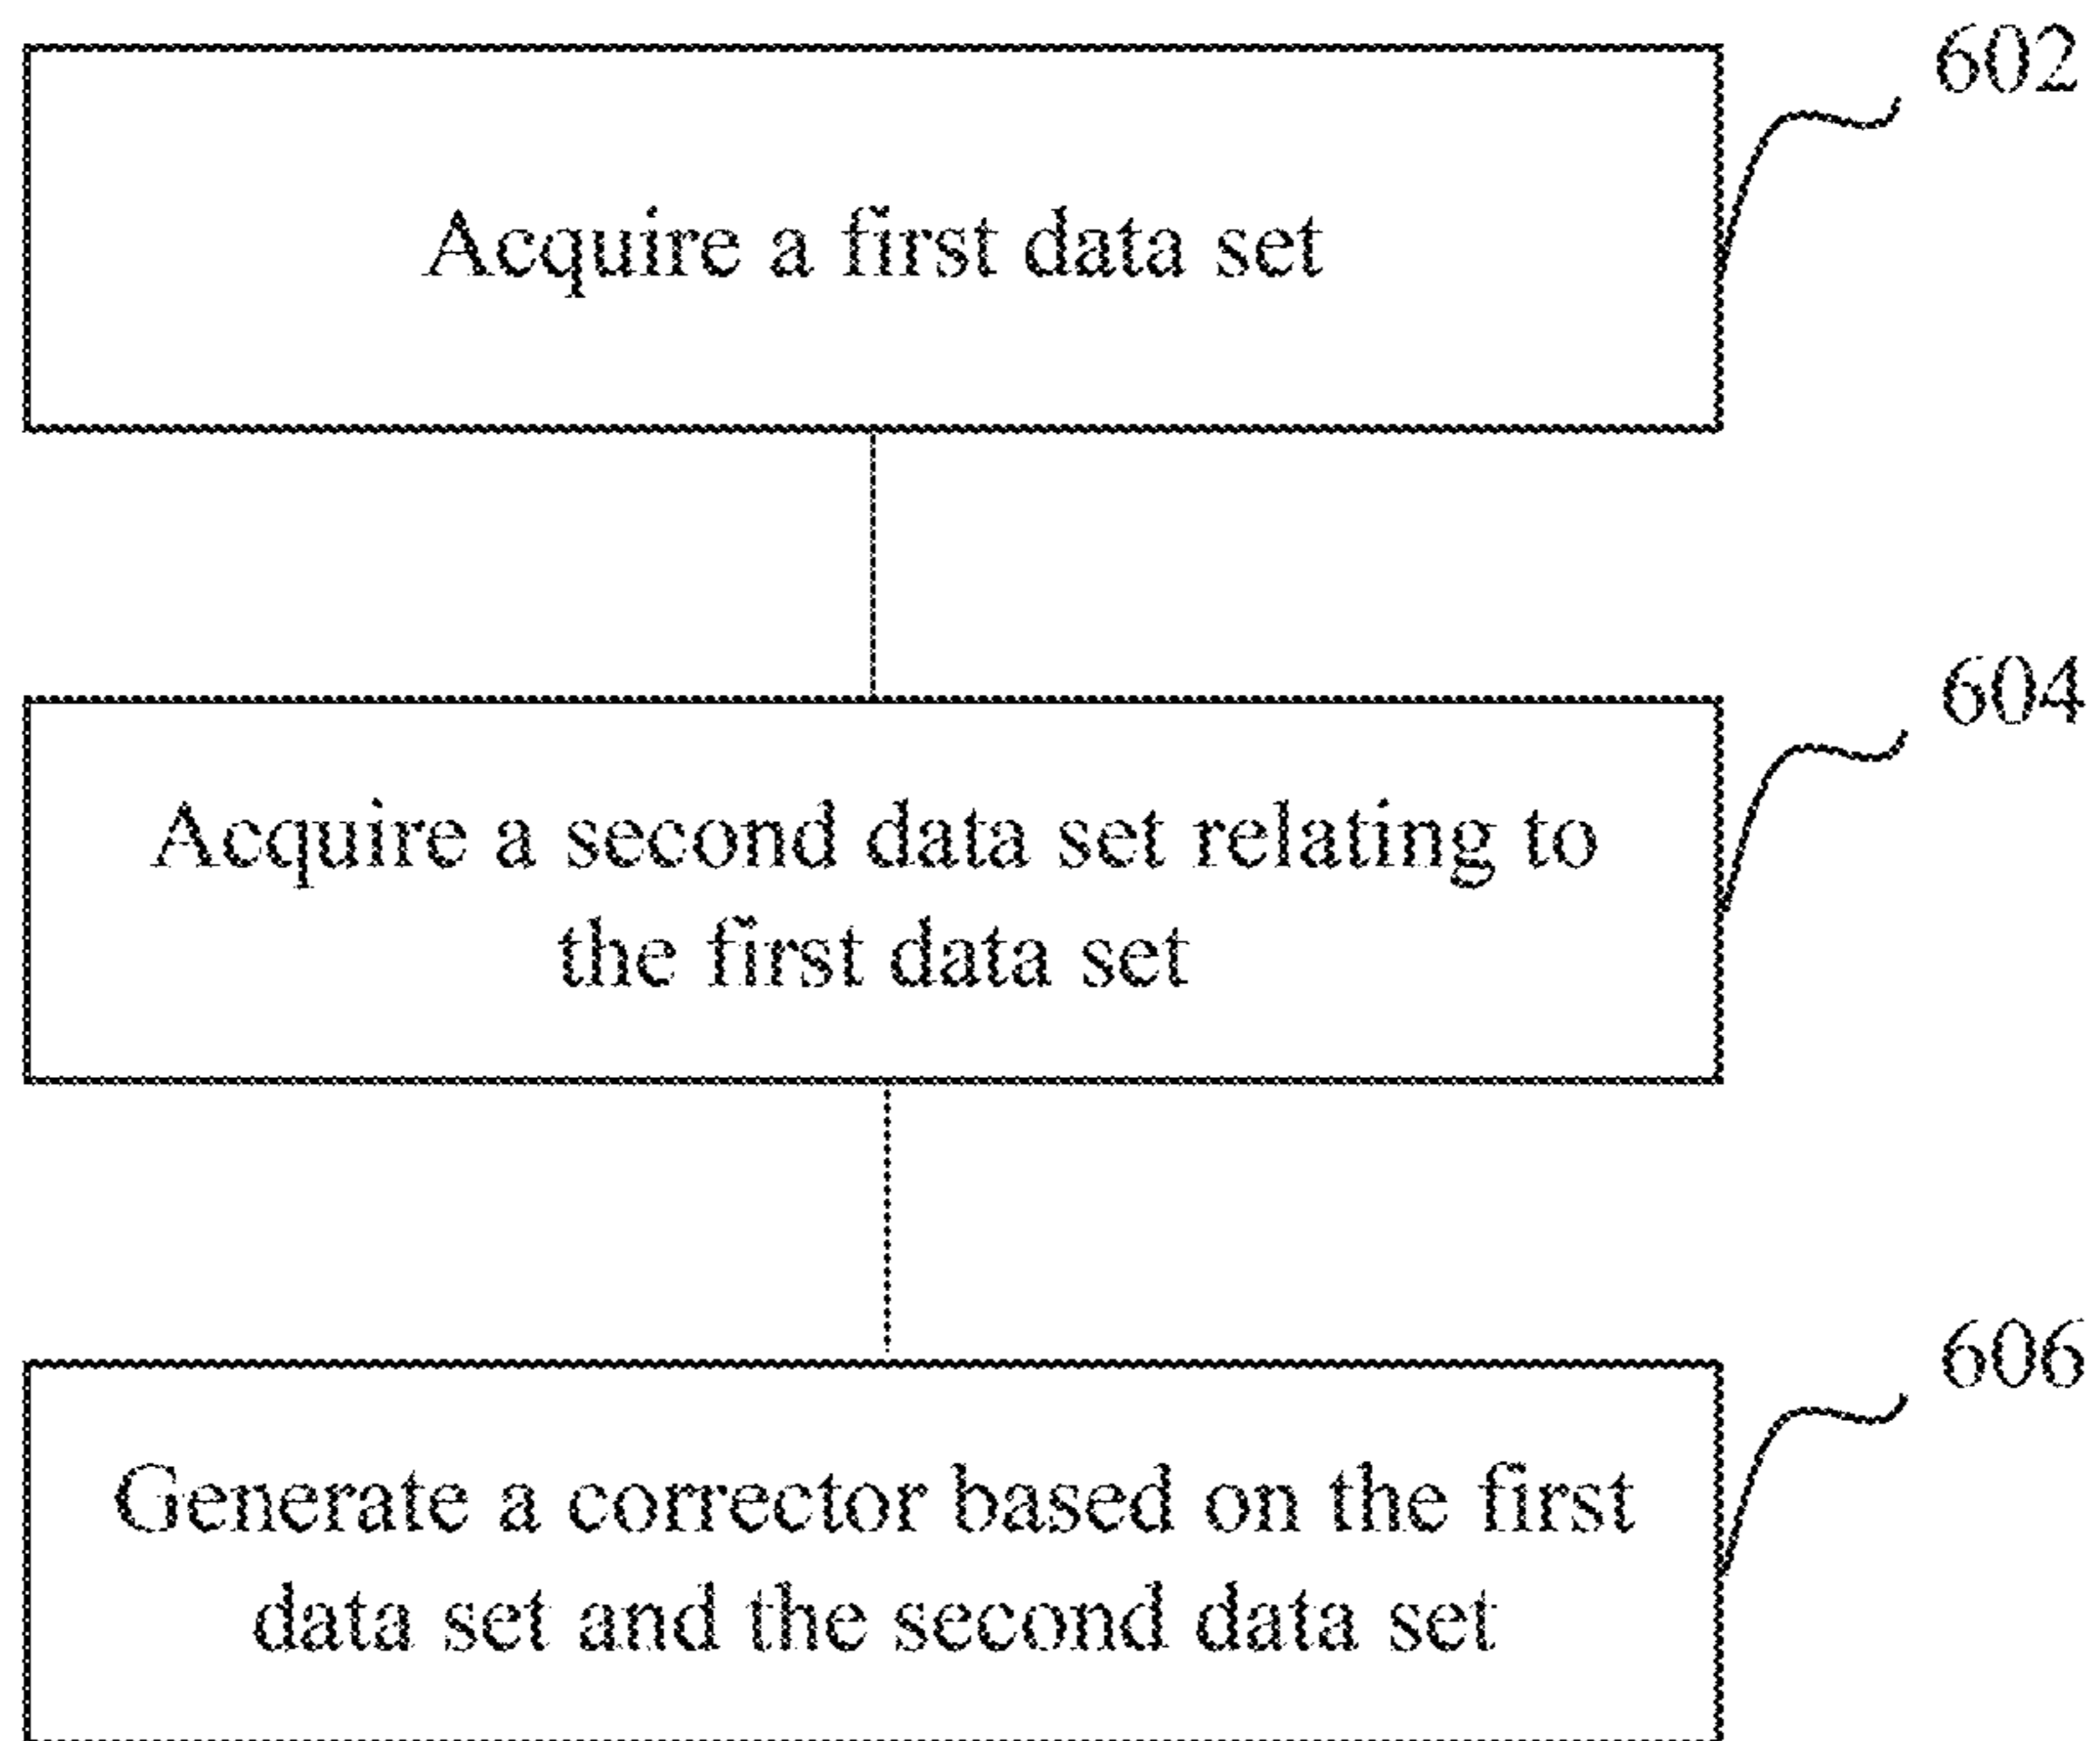 602
Acquire a first data set
604
Acquire a second data set relating to
the first data set
606
Generate a corrector based on the first
data set and the second data set